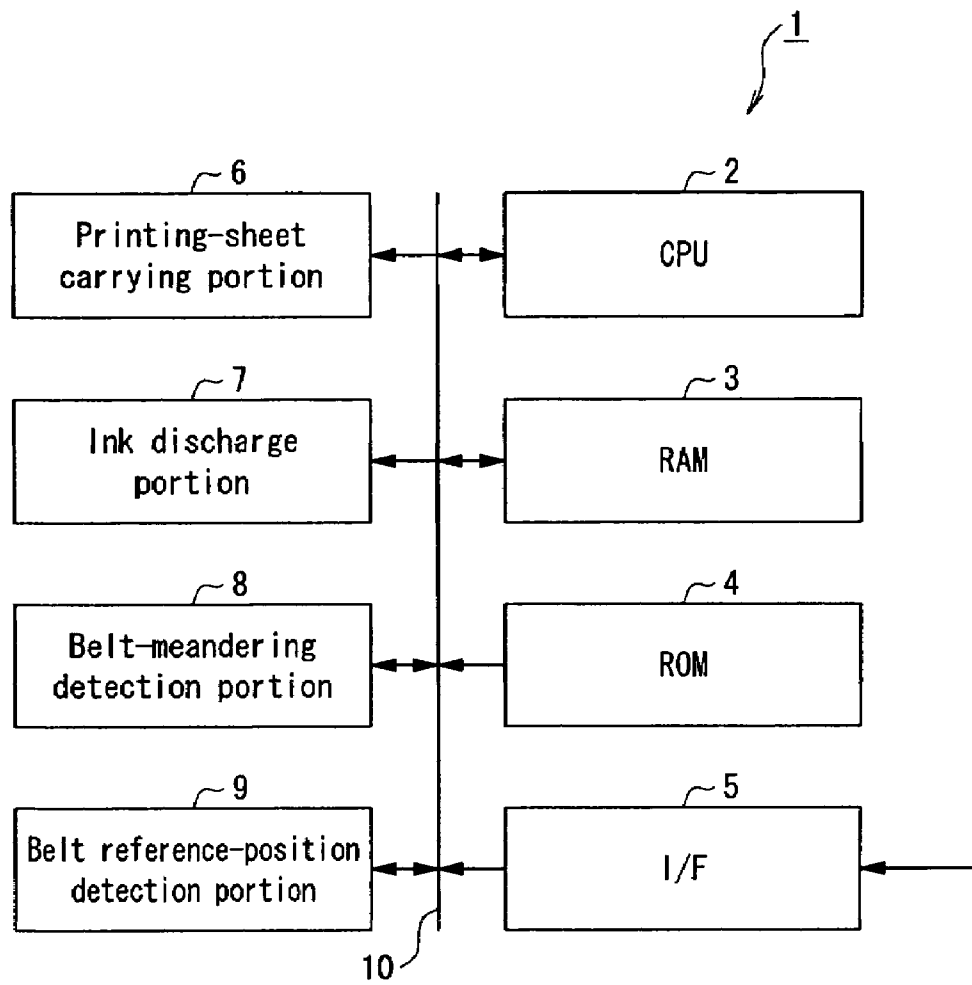 1
6
2
Printing-sheet
carrying portion
CPU
7
3
Ink discharge
portion
RAM
8
4
Belt-meandering
detection portion
ROM
9
5
Belt reference-position
detection portion
I/F
10